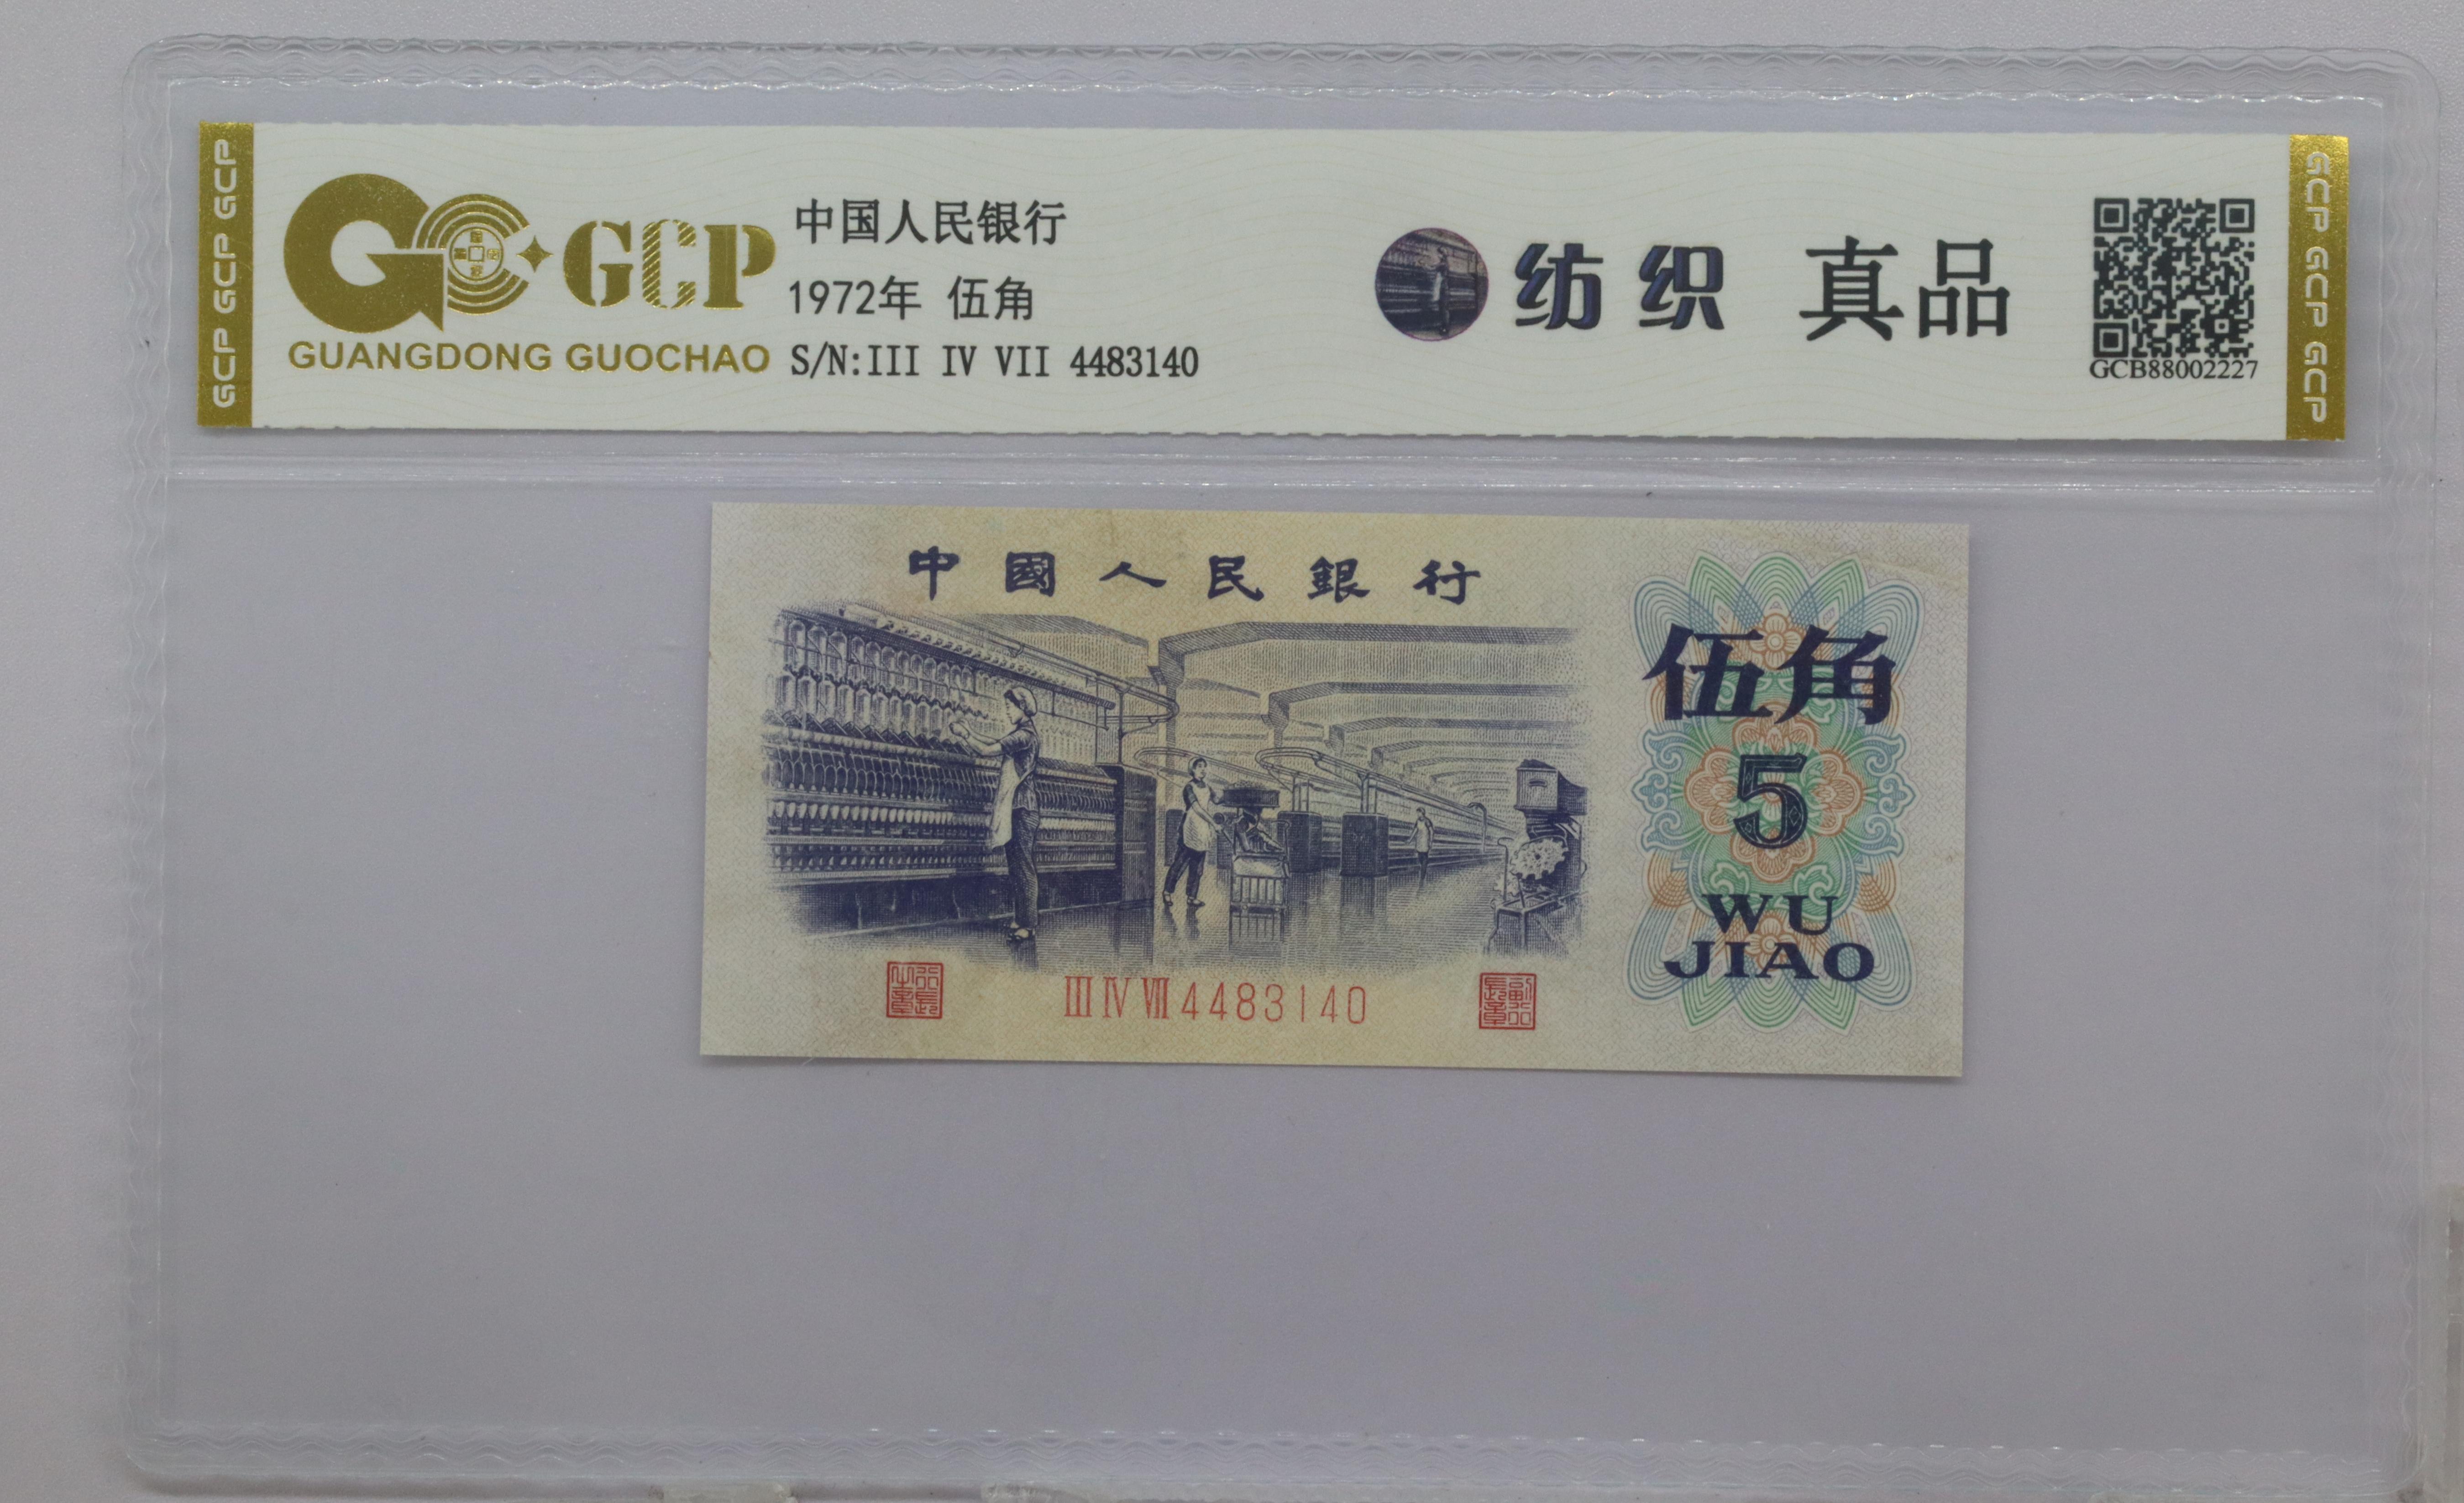 GCP GCP GCP
GCP
GUANGDONG GUOCHAO
中国人民银行
1972年 伍角
S/N:III IV VII 4483140
纺织 真品
GCB88002227
GCP GCP GCP
中國人民銀行
伍角
5
WU
JIAO
III IV VII 4483140